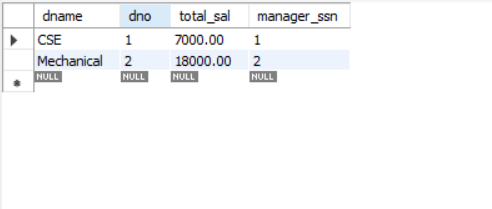 dname dno total_sal manager_ssn
CSE 1 7000.00 1
Mechanical 2 18000.00 2
NULL NULL NULL NULL